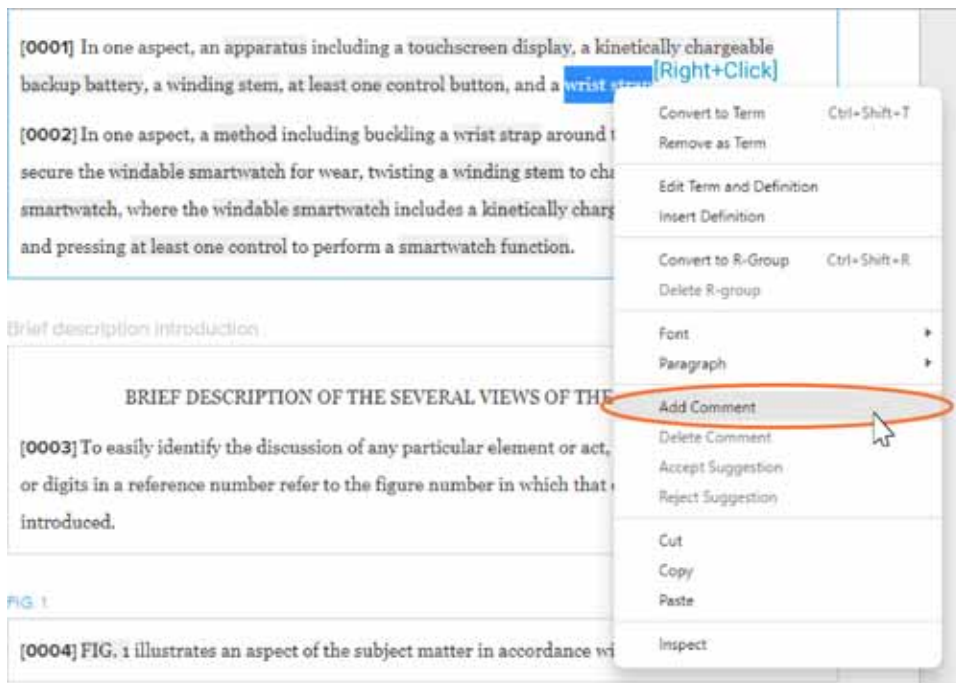 [0001] In one aspect, an apparatus including a touchscreen display, a kinetically chargeable
backup battery, a winding stem, at least one control button, and a wrist strap
[Right+Click]
[0002] In one aspect, a method including buckling a wrist strap around
secure the windable smartwatch for wear, twisting a winding stem to cha
smartwatch, where the windable smartwatch includes a kinetically charg
and pressing at least one control to perform a smartwatch function.
Convert to Term Ctrl+Shift+T
Remove as Term
Edit Term and Definition
Insert Definition
Convert to R-Group Ctrl+Shift+R
Delete R-group
Font
Paragraph
Add Comment
Delete Comment
Accept Suggestion
Reject Suggestion
Cut
Copy
Paste
Inspect
Brief description introduction
BRIEF DESCRIPTION OF THE SEVERAL VIEWS OF THE
[0003] To easily identify the discussion of any particular element or act,
or digits in a reference number refer to the figure number in which that
introduced.
FIG. 1
[0004] FIG. 1 illustrates an aspect of the subject matter in accordance wi